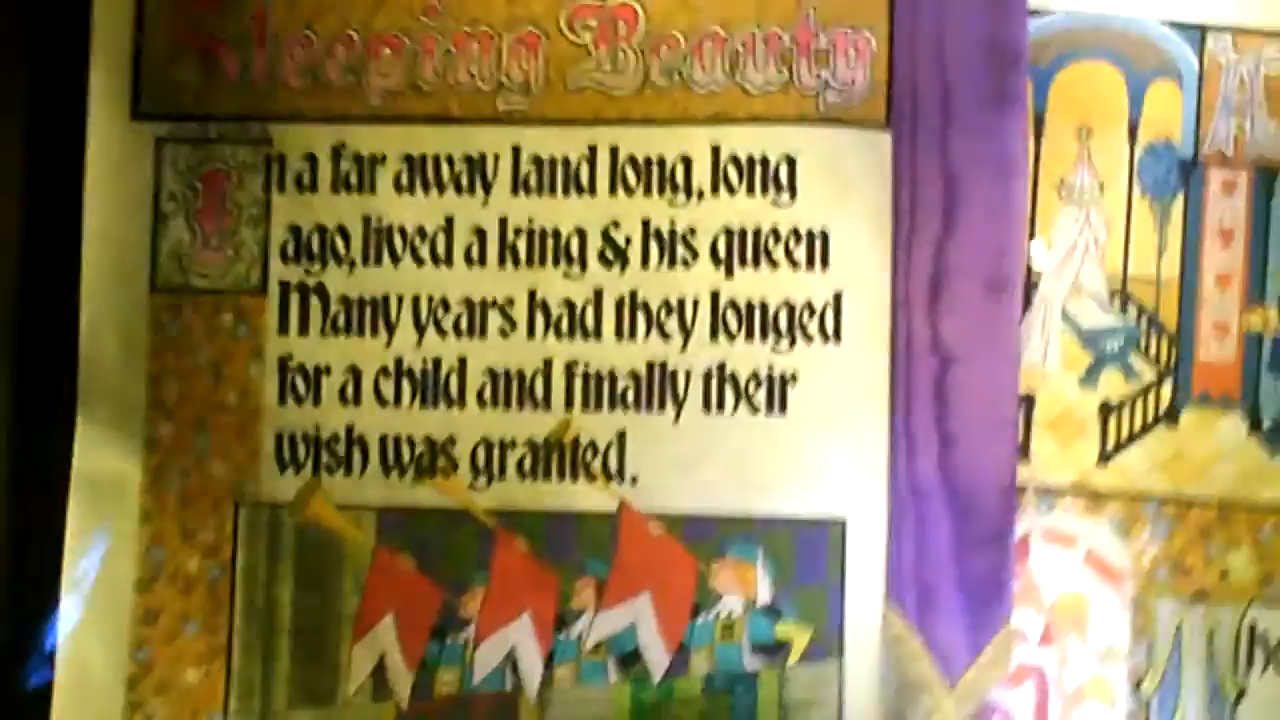 Sleeping Beauty
In a far away land long, long
ago, lived a king & his queen
Many years had they longed
for a child and finally their
wish was granted.